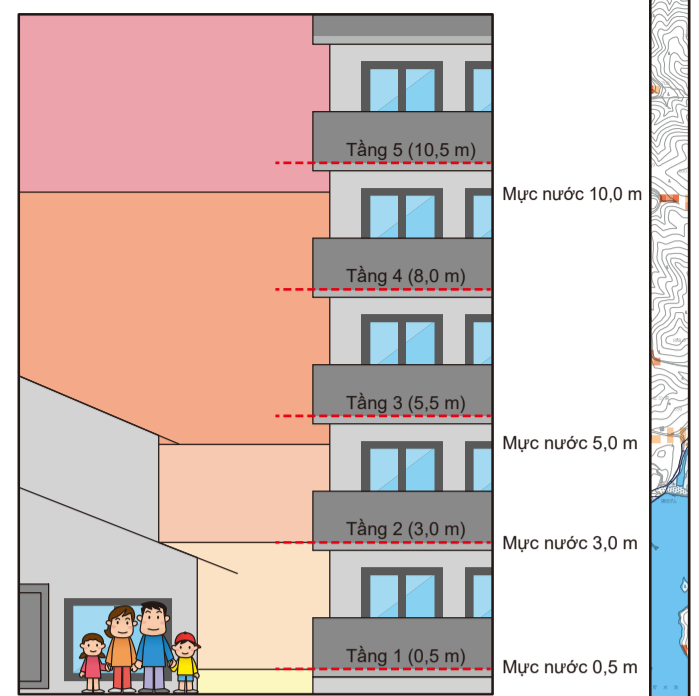 Tầng 5 (10,5 m)
Mực nước 10,0 m
Tầng 4 (8,0 m)
Tầng 3 (5,5 m)
Mực nước 5,0 m
Tầng 2 (3,0 m)
Mực nước 3,0 m
Tầng 1 (0,5 m)
Mực nước 0,5 m